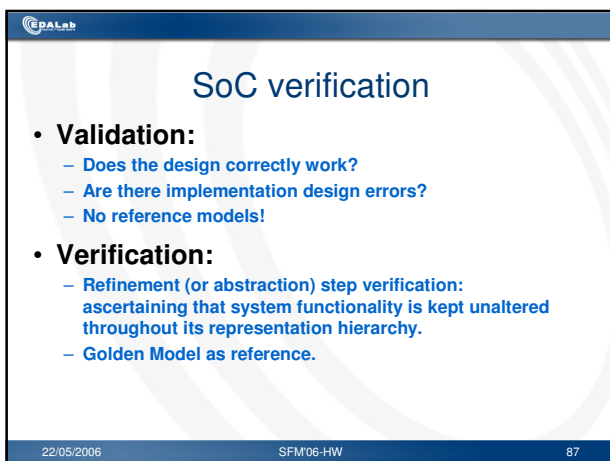 EDALab
SoC verification
• Validation:
– Does the design correctly work?
– Are there implementation design errors?
– No reference models!
• Verification:
– Refinement (or abstraction) step verification:
ascertaining that system functionality is kept unaltered
throughout its representation hierarchy.
– Golden Model as reference.
22/05/2006 SFM'06-HW 87